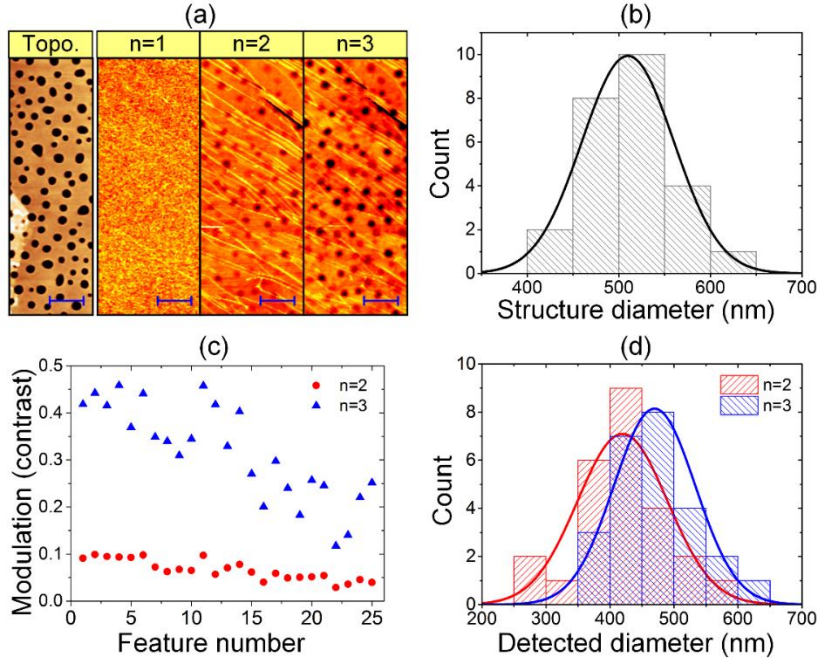 (a)
Topo. n=1 n=2 n=3
(b)
10
8
6
4
2
0
Count
400 500 600 700
Structure diameter (nm)
(c)
0.5
0.4
0.3
0.2
0.1
0.0
Modulation (contrast)
n=2
n=3
0 5 10 15 20 25
Feature number
(d)
10
8
6
4
2
0
Count
n=2
n=3
200 300 400 500 600 700
Detected diameter (nm)